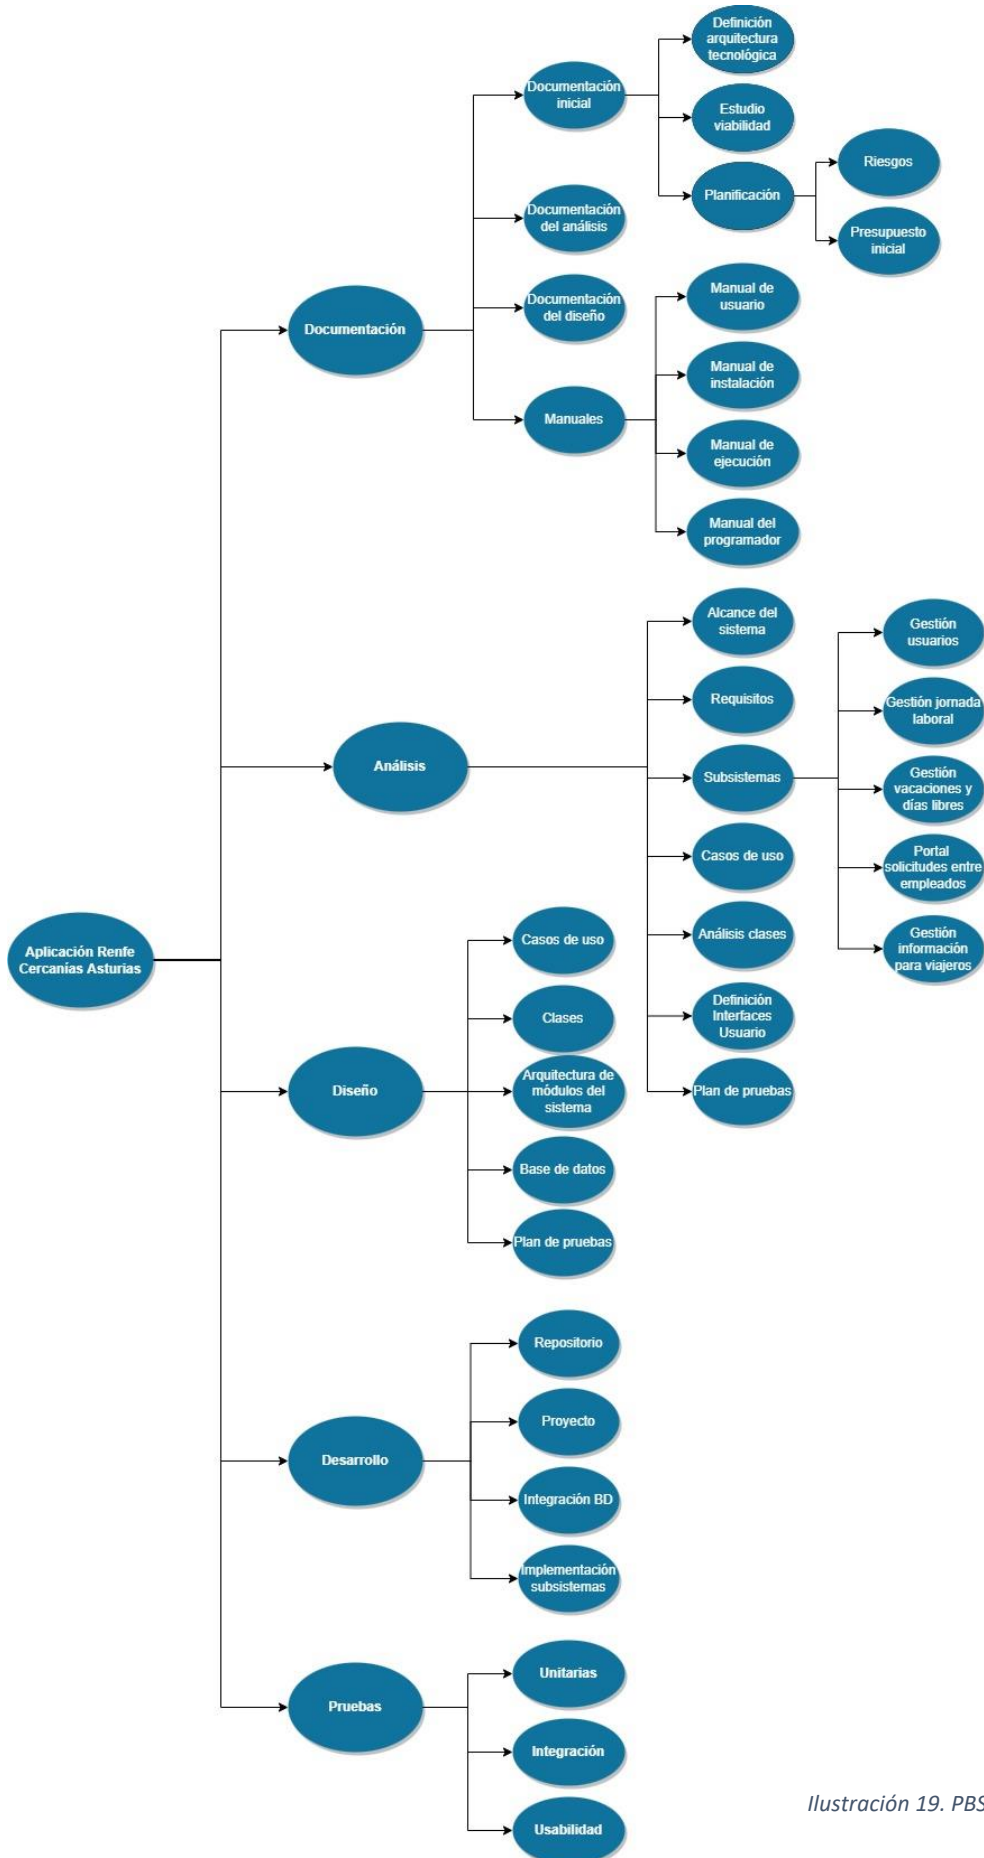 Definición
arquitectura
tecnológica
Documentación
inicial
Estudio
viabilidad
Riesgos
Planificación
Presupuesto
inicial
Documentación
del análisis
Documentación
del diseño
Manual de
usuario
Documentación
Manual de
instalación
Manuales
Manual de
ejecución
Manual del
programador
Alcance del
sistema
Gestión
usuarios
Requisitos
Gestión jornada
laboral
Análisis
Subsistemas
Gestión
vacaciones y
días libres
Casos de uso
Portal
solicitudes entre
empleados
Análisis clases
Gestión
información
para viajeros
Aplicación Renfe
Cercanías Asturias
Casos de uso
Definición
Interfaces
Usuario
Clases
Diseño
Arquitectura de
módulos del
sistema
Plan de pruebas
Base de datos
Plan de pruebas
Repositorio
Proyecto
Desarrollo
Integración BD
Implementación
subsistemas
Unitarias
Pruebas
Integración
Usabilidad
Ilustración 19. PBS